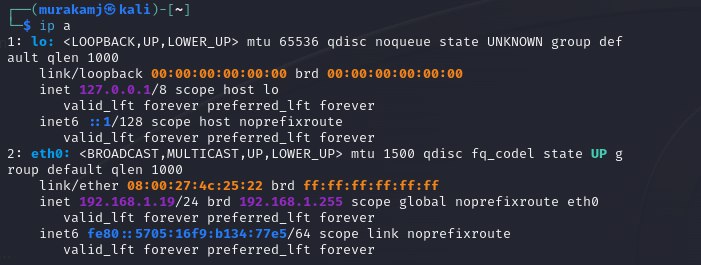 ┌──(murakamj㉿kali)-[~]
└─$ ip a
1: lo: <LOOPBACK,UP,LOWER_UP> mtu 65536 qdisc noqueue state UNKNOWN group def
ault qlen 1000
    link/loopback 00:00:00:00:00:00 brd 00:00:00:00:00:00
    inet 127.0.0.1/8 scope host lo
       valid_lft forever preferred_lft forever
    inet6 ::1/128 scope host noprefixroute
       valid_lft forever preferred_lft forever
2: eth0: <BROADCAST,MULTICAST,UP,LOWER_UP> mtu 1500 qdisc fq_codel state UP g
roup default qlen 1000
    link/ether 08:00:27:4c:25:22 brd ff:ff:ff:ff:ff:ff
    inet 192.168.1.19/24 brd 192.168.1.255 scope global noprefixroute eth0
       valid_lft forever preferred_lft forever
    inet6 fe80::5705:16f9:b134:77e5/64 scope link noprefixroute
       valid_lft forever preferred_lft forever